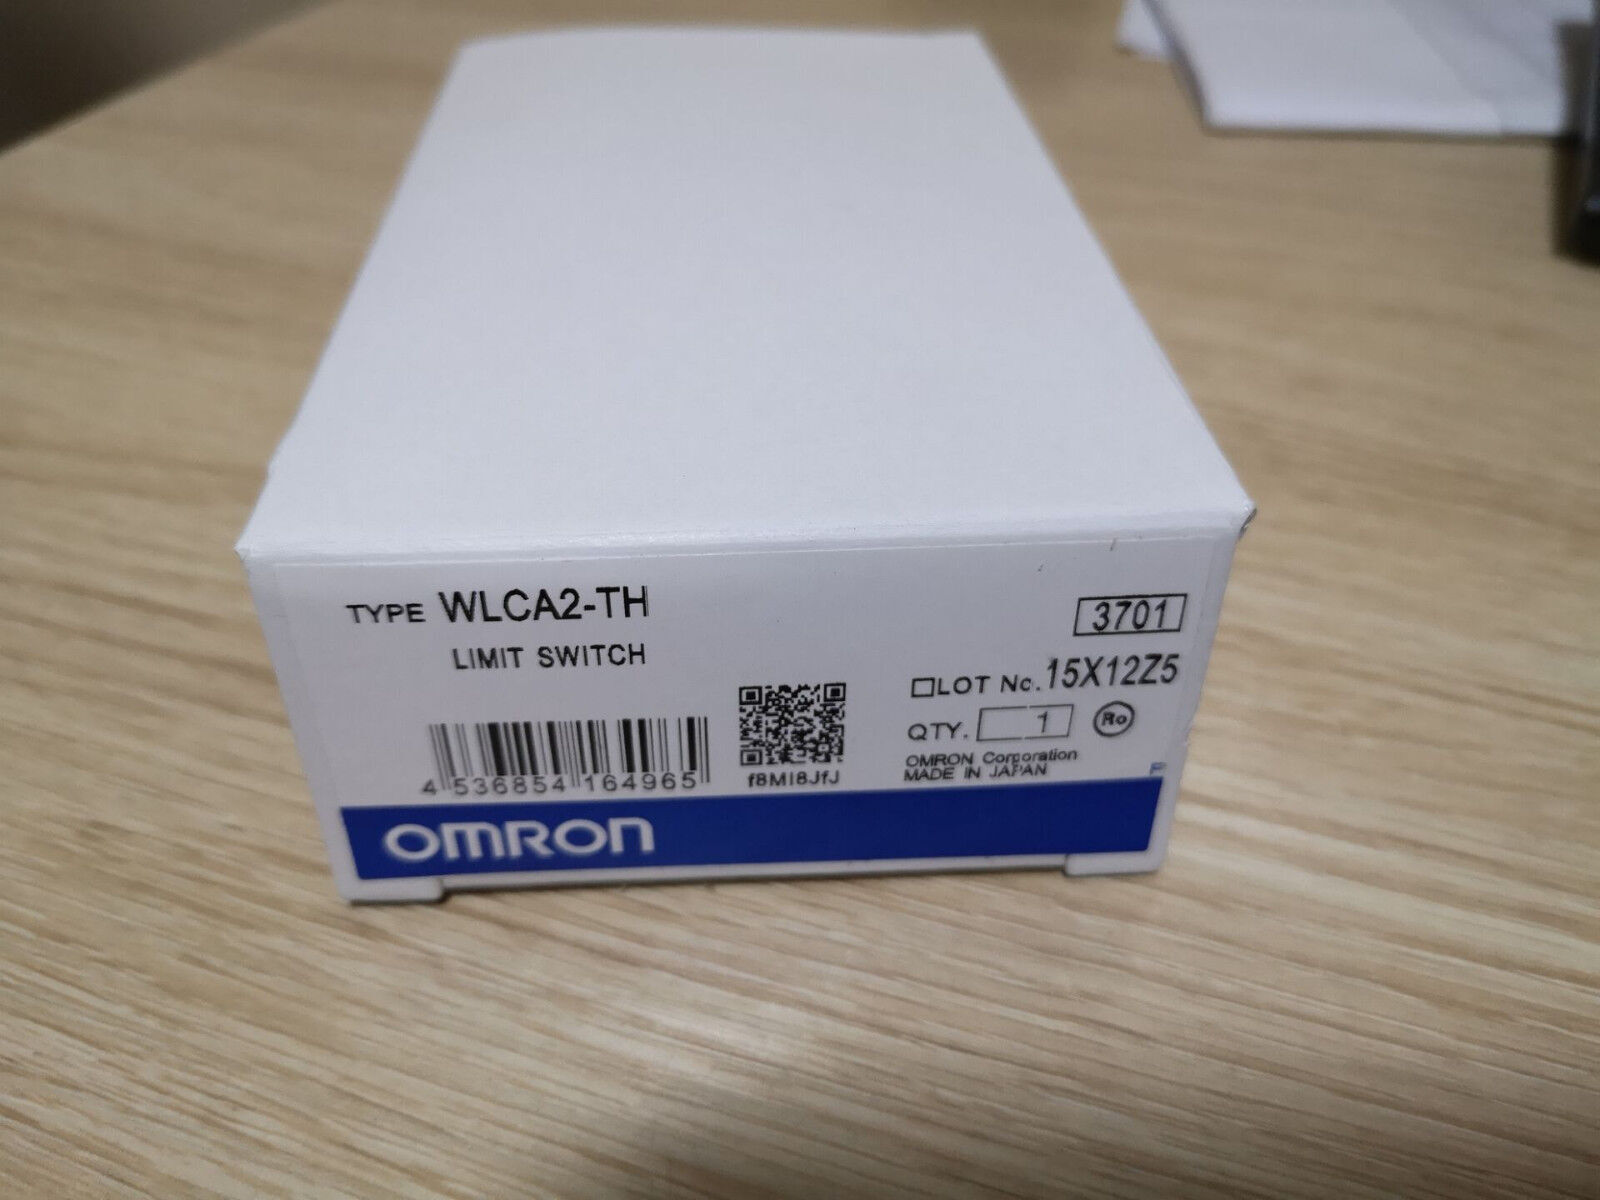 TYPE WLCA2-TH
LIMIT SWITCH
3701
LOT No. 15X12Z5
QTY. 1 Ro
OMRON Corporation
MADE IN JAPAN
4 536854 164965
f8MI8JfJ
P
OMRON